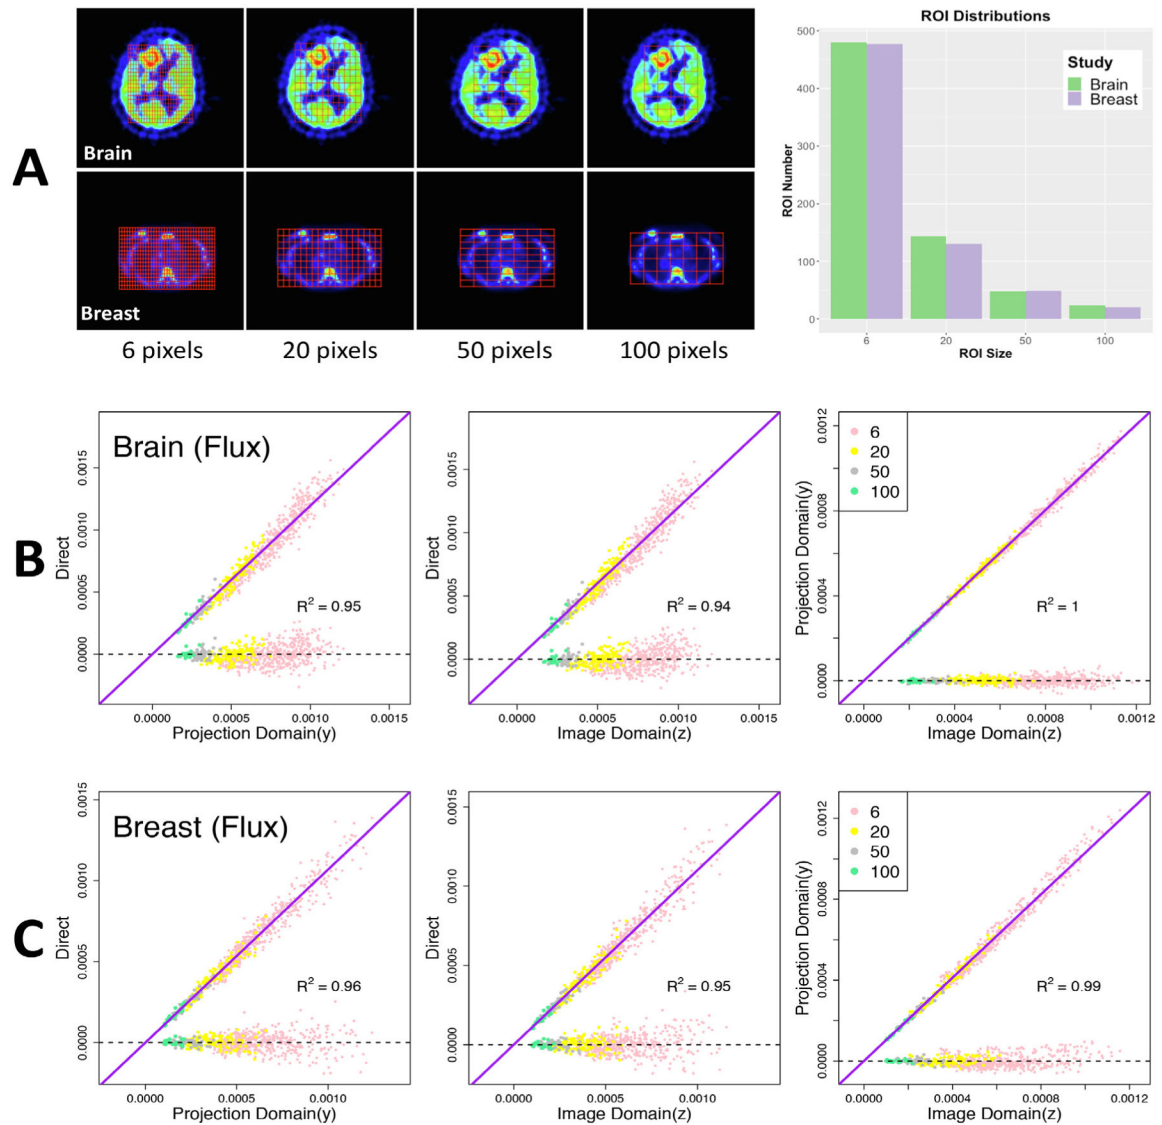 A
Brain
Breast
6 pixels
20 pixels
50 pixels
100 pixels
ROI Distributions
500
400
300
200
100
0
ROI Number
Study
Brain
Breast
6
20
50
100
ROI Size
B
Brain (Flux)
Direct
0.0015
0.0010
0.0005
0.0000
R² = 0.95
0.0000
0.0005
0.0010
0.0015
Projection Domain(y)
Direct
0.0015
0.0010
0.0005
0.0000
R² = 0.94
0.0000
0.0005
0.0010
0.0015
Image Domain(z)
Projection Domain(y)
0.0012
0.0008
0.0004
0.0000
6
20
50
100
R² = 1
0.0000
0.0004
0.0008
0.0012
Image Domain(z)
C
Breast (Flux)
Direct
0.0015
0.0010
0.0005
0.0000
R² = 0.96
0.0000
0.0005
0.0010
Projection Domain(y)
Direct
0.0015
0.0010
0.0005
0.0000
R² = 0.95
0.0000
0.0005
0.0010
Image Domain(z)
Projection Domain(y)
0.0012
0.0008
0.0004
0.0000
6
20
50
100
R² = 0.99
0.0000
0.0004
0.0008
0.0012
Image Domain(z)